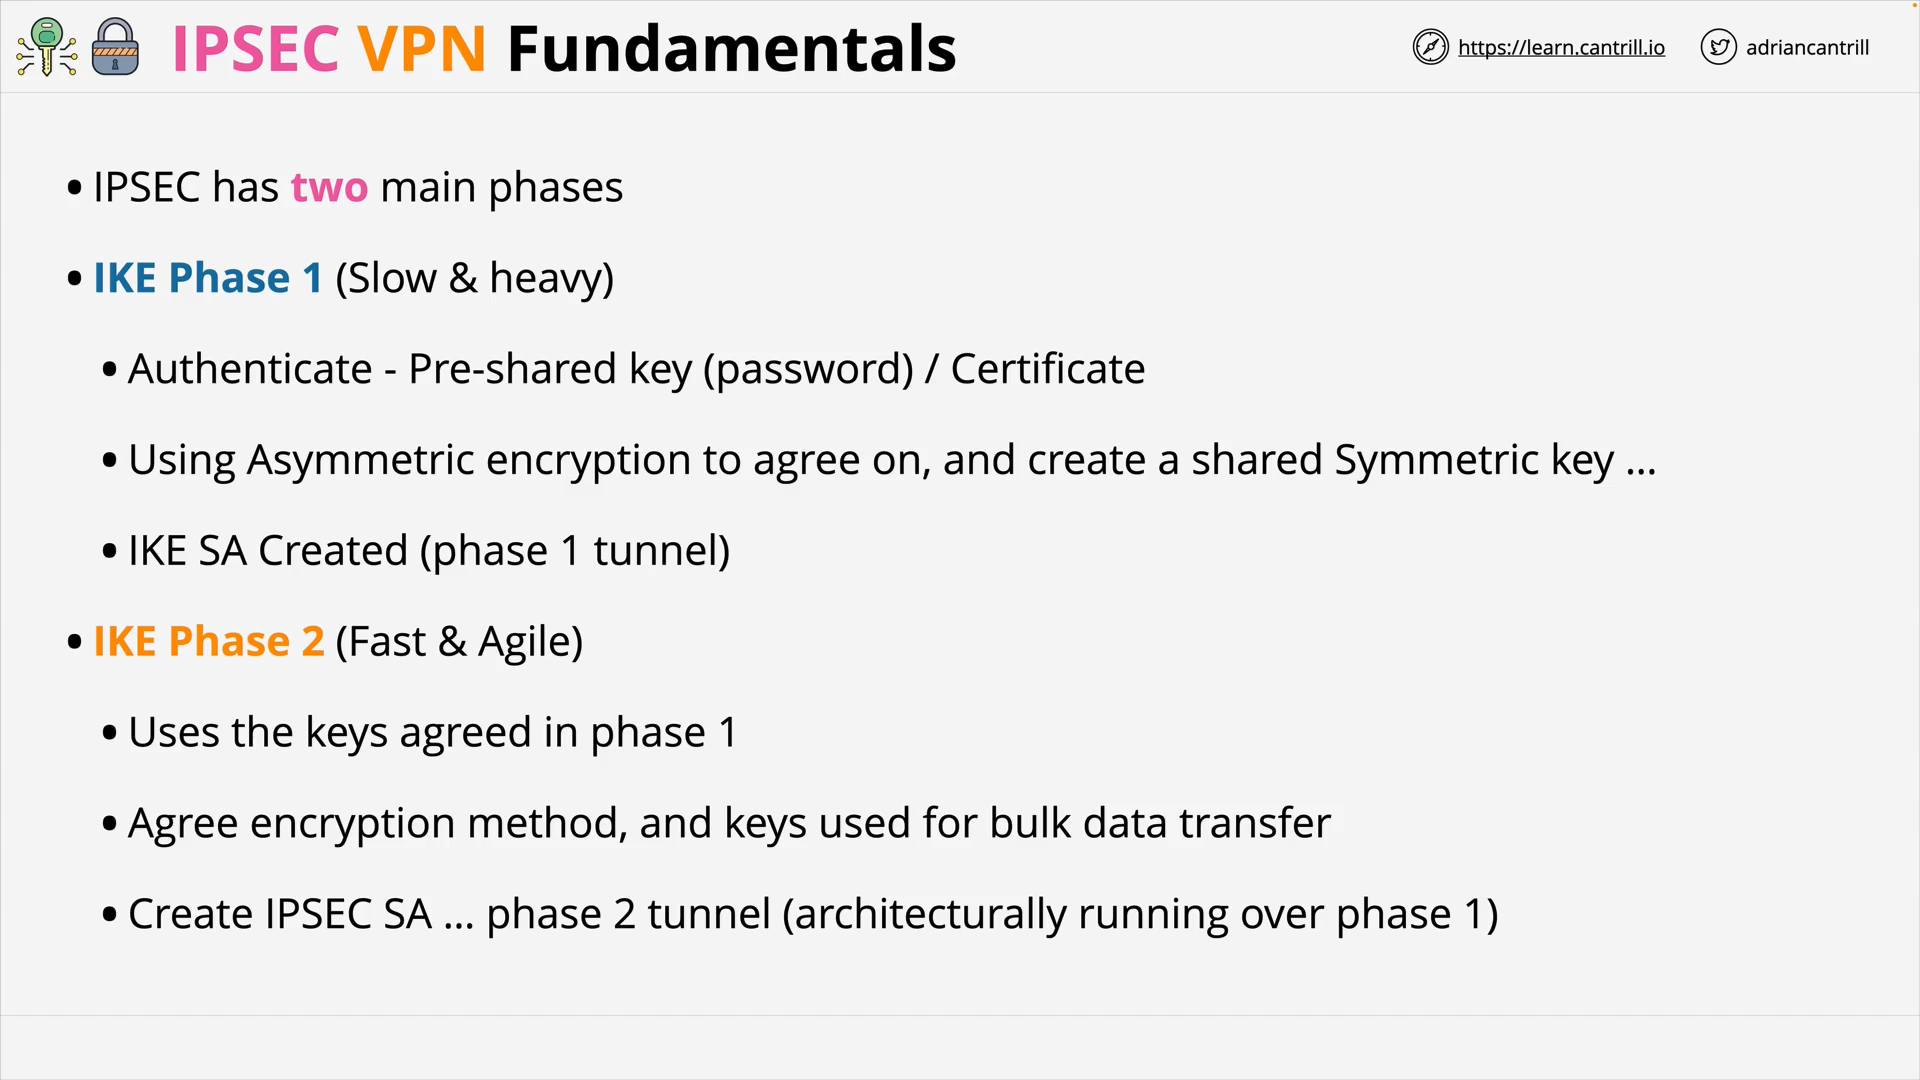 IPSEC VPN Fundamentals
https://learn.cantrill.io
adriancantrill
• IPSEC has two main phases
• IKE Phase 1 (Slow & heavy)
• Authenticate - Pre-shared key (password) / Certificate
• Using Asymmetric encryption to agree on, and create a shared Symmetric key ...
• IKE SA Created (phase 1 tunnel)
• IKE Phase 2 (Fast & Agile)
• Uses the keys agreed in phase 1
• Agree encryption method, and keys used for bulk data transfer
• Create IPSEC SA ... phase 2 tunnel (architecturally running over phase 1)